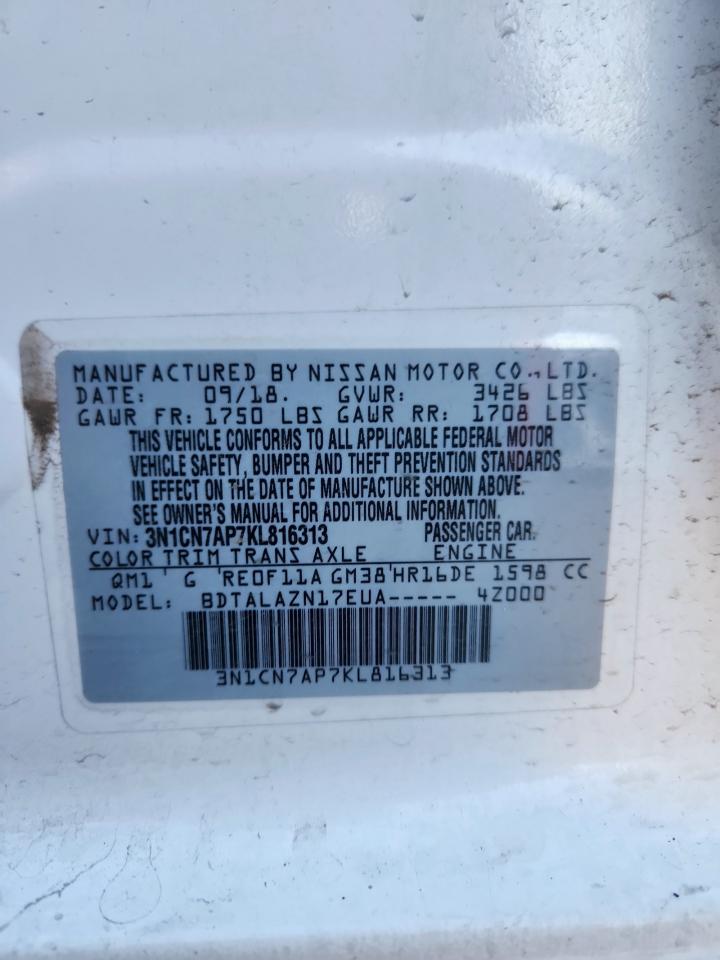 MANUFACTURED BY NISSAN MOTOR CO., LTD.
DATE: 09/18. GVWR: 3426 LBS
GAWR FR: 1750 LBS GAWR RR: 1708 LBS
THIS VEHICLE CONFORMS TO ALL APPLICABLE FEDERAL MOTOR
VEHICLE SAFETY, BUMPER AND THEFT PREVENTION STANDARDS
IN EFFECT ON THE DATE OF MANUFACTURE SHOWN ABOVE.
SEE OWNER'S MANUAL FOR ADDITIONAL INFORMATION.
VIN: 3N1CN7AP7KL816313 PASSENGER CAR.
COLOR TRIM TRANS AXLE ENGINE
QM1 G RE0F11A GM38 HR16DE 1598 CC
MODEL: BDTALAZN17EUA----- 4Z000
3N1CN7AP7KL816313